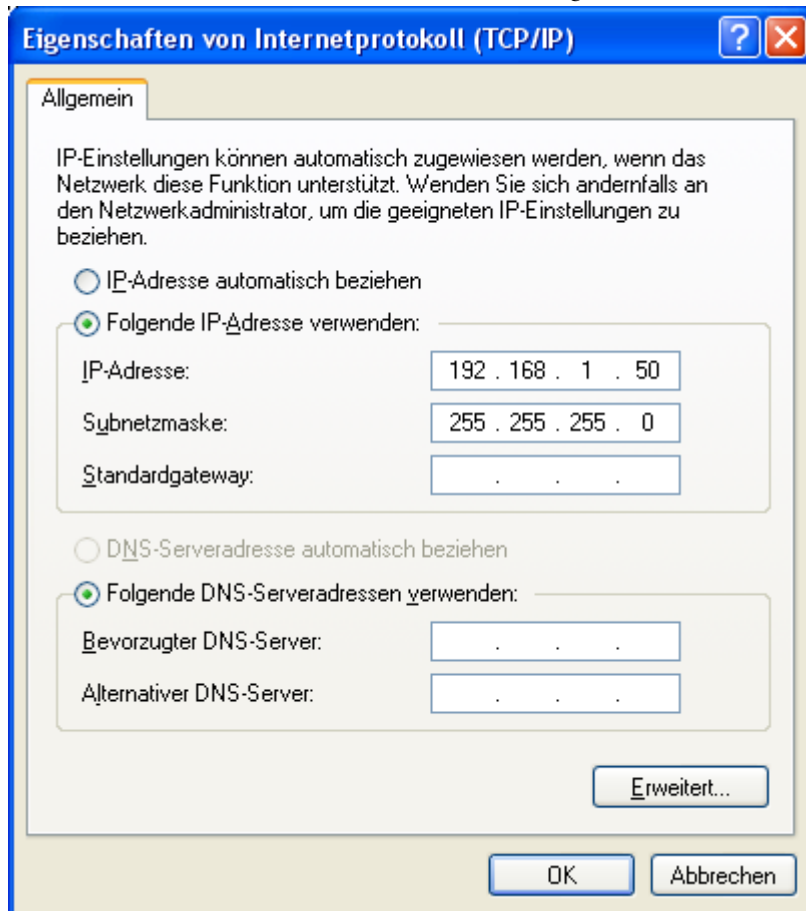 Eigenschaften von Internetprotokoll (TCP/IP)
Allgemein
IP-Einstellungen können automatisch zugewiesen werden, wenn das
Netzwerk diese Funktion unterstützt. Wenden Sie sich andernfalls an
den Netzwerkadministrator, um die geeigneten IP-Einstellungen zu
beziehen.
IP-Adresse automatisch beziehen
Folgende IP-Adresse verwenden:
IP-Adresse: 192 . 168 . 1 . 50
Subnetzmaske: 255 . 255 . 255 . 0
Standardgateway: . . .
DNS-Serveradresse automatisch beziehen
Folgende DNS-Serveradressen verwenden:
Bevorzugter DNS-Server: . . .
Alternativer DNS-Server: . . .
Erweitert...
OK Abbrechen